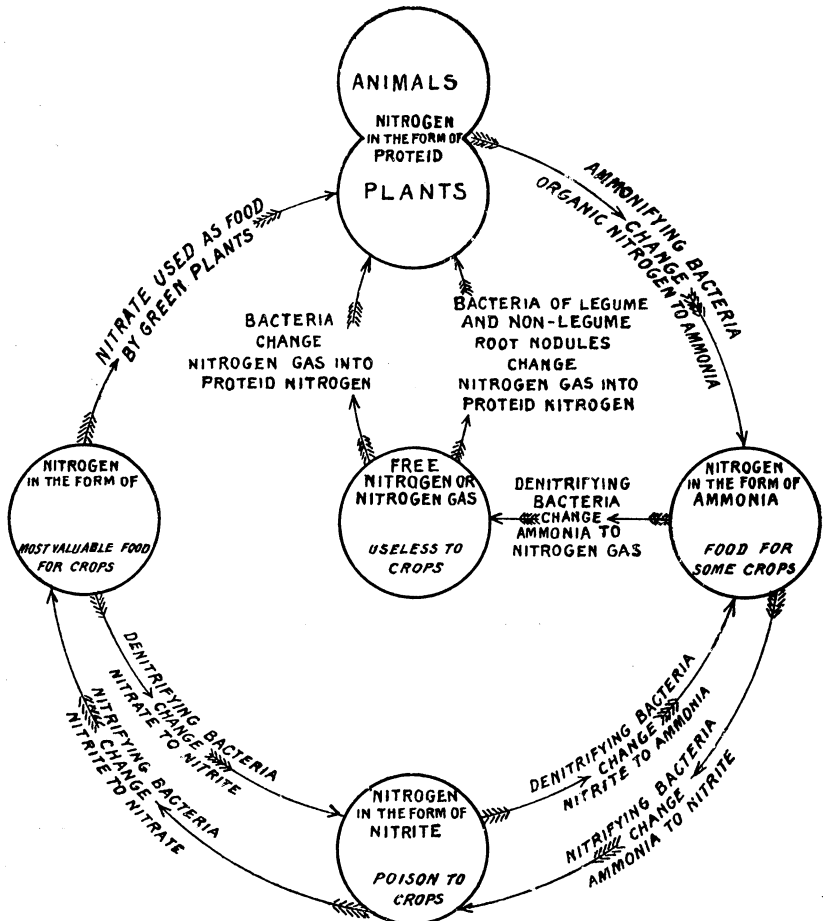 ANIMALS
NITROGEN
IN THE FORM OF
PROTEID
PLANTS
NITRATE USED AS FOOD
BY GREEN PLANTS
AMMONIFYING BACTERIA
CHANGE
ORGANIC NITROGEN TO AMMONIA
BACTERIA
CHANGE
NITROGEN GAS INTO
PROTEID NITROGEN
BACTERIA OF LEGUME
AND NON-LEGUME
ROOT NODULES
CHANGE
NITROGEN GAS INTO
PROTEID NITROGEN
NITROGEN
IN THE FORM OF
MOST VALUABLE FOOD
FOR CROPS
FREE
NITROGEN OR
NITROGEN GAS
USELESS TO
CROPS
DENITRIFYING
BACTERIA
CHANGE
AMMONIA TO
NITROGEN GAS
NITROGEN
IN THE FORM OF
AMMONIA
FOOD FOR
SOME CROPS
DENITRIFYING BACTERIA
CHANGE
NITRATE TO NITRITE
NITRIFYING BACTERIA
CHANGE
NITRITE TO NITRATE
DENITRIFYING BACTERIA
CHANGE
NITRITE TO AMMONIA
NITRIFYING BACTERIA
CHANGE
AMMONIA TO NITRITE
NITROGEN
IN THE FORM OF
NITRITE
POISON TO
CROPS